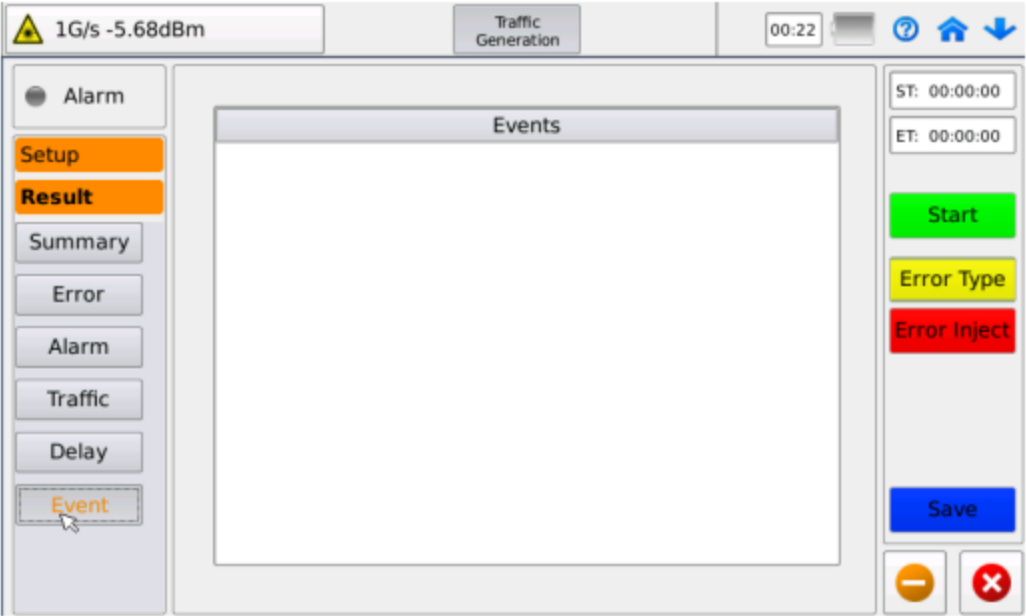 1G/s -5.68dBm
Traffic
Generation
00:22
Alarm
Setup
Result
Summary
Error
Alarm
Traffic
Delay
Event
Events
ST: 00:00:00
ET: 00:00:00
Start
Error Type
Error Inject
Save